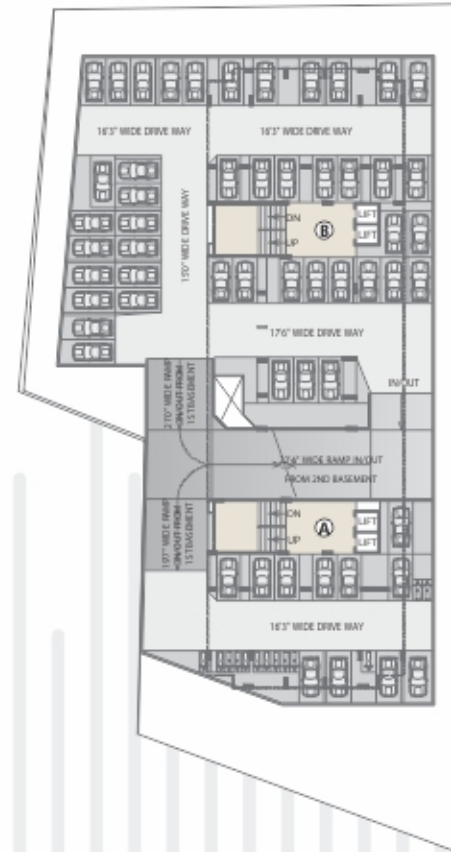 16'3" WIDE DRIVE WAY
16'3" WIDE DRIVE WAY
15'0" WIDE DRIVE WAY
DN
UP
B
LIFT
LIFT
17'6" WIDE DRIVE WAY
IN/OUT
WIDE RAMP
IN/OUT FROM
1ST BASEMENT
WIDE RAMP IN/OUT
FROM 2ND BASEMENT
WIDE RAMP
IN/OUT FROM
1ST BASEMENT
DN
UP
A
LIFT
LIFT
16'3" WIDE DRIVE WAY